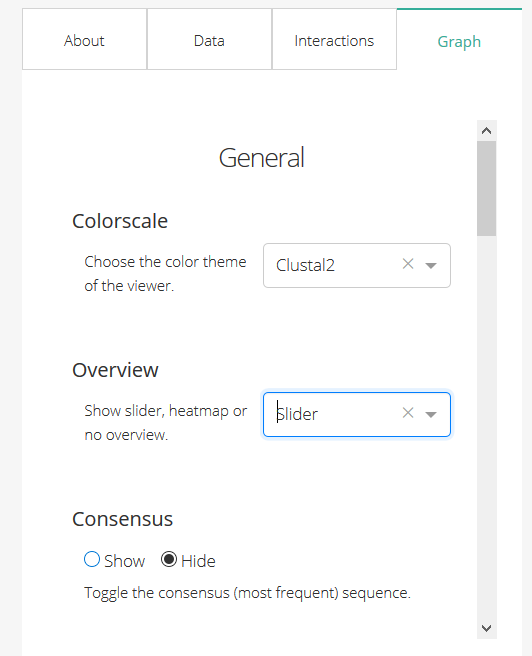 About
Data
Interactions
Graph
General
Colorscale
Choose the color theme
of the viewer.
Clustal2
Overview
Show slider, heatmap or
no overview.
Slider
Consensus
Show
Hide
Toggle the consensus (most frequent) sequence.